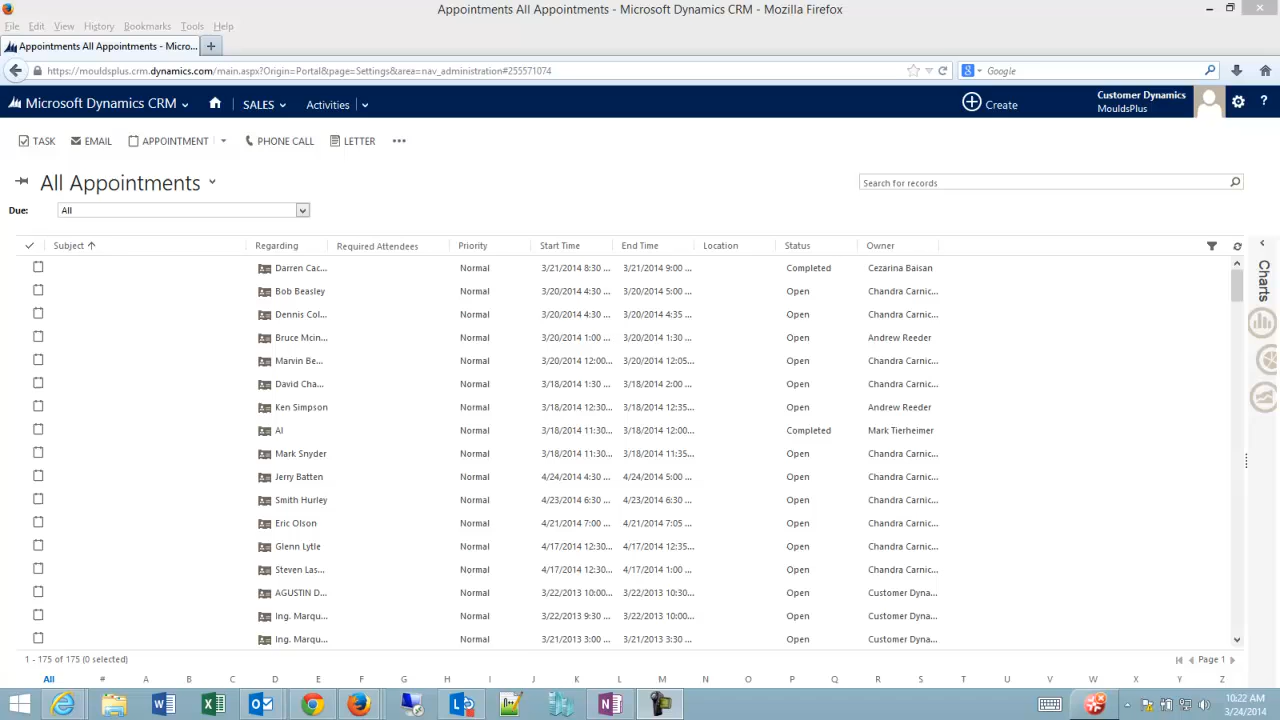 Appointments All Appointments - Microsoft Dynamics CRM - Mozilla Firefox
File Edit View History Bookmarks Tools Help
Appointments All Appointments - Micro... +
https://mouldsplus.crm.dynamics.com/main.aspx?Origin=Portal&page=Settings&area=nav_administration#255571074 Google
Microsoft Dynamics CRM SALES Activities Create Customer Dynamics
MouldsPlus ?
TASK EMAIL APPOINTMENT PHONE CALL LETTER •••
All Appointments Search for records
Due: All
Subject Regarding Required Attendees Priority Start Time End Time Location Status Owner
Darren Cac... Normal 3/21/2014 8:30 ... 3/21/2014 9:00 ... Completed Cezarina Baisan
Bob Beasley Normal 3/20/2014 4:30 ... 3/20/2014 5:00 ... Open Chandra Carnic...
Dennis Col... Normal 3/20/2014 4:30 ... 3/20/2014 4:35 ... Open Chandra Carnic...
Bruce Mcin... Normal 3/20/2014 1:00 ... 3/20/2014 1:30 ... Open Andrew Reeder
Marvin Be... Normal 3/20/2014 12:00... 3/20/2014 12:05... Open Chandra Carnic...
David Cha... Normal 3/18/2014 1:30 ... 3/18/2014 2:00 ... Open Chandra Carnic...
Ken Simpson Normal 3/18/2014 12:30... 3/18/2014 12:35... Open Andrew Reeder
Al Normal 3/18/2014 11:30... 3/18/2014 12:00... Completed Mark Tierheimer
Mark Snyder Normal 3/18/2014 11:30... 3/18/2014 11:35... Open Chandra Carnic...
Jerry Batten Normal 4/24/2014 4:30 ... 4/24/2014 5:00 ... Open Chandra Carnic...
Smith Hurley Normal 4/23/2014 6:30 ... 4/23/2014 6:30 ... Open Chandra Carnic...
Eric Olson Normal 4/21/2014 7:00 ... 4/21/2014 7:05 ... Open Chandra Carnic...
Glenn Lytle Normal 4/17/2014 12:30... 4/17/2014 12:35... Open Chandra Carnic...
Steven Las... Normal 4/17/2014 12:30... 4/17/2014 1:00 ... Open Chandra Carnic...
AGUSTIN D... Normal 3/22/2013 10:00... 3/22/2013 10:30... Open Customer Dyna...
Ing. Marqu... Normal 3/22/2013 9:30 ... 3/22/2013 10:00... Open Customer Dyna...
Ing. Marqu... Normal 3/21/2013 3:00 ... 3/21/2013 3:30 ... Open Customer Dyna...
Charts
1 - 175 of 175 (0 selected) Page 1
All # A B C D E F G H I J K L M N O P Q R S T U V W X Y Z
10:22 AM
3/24/2014